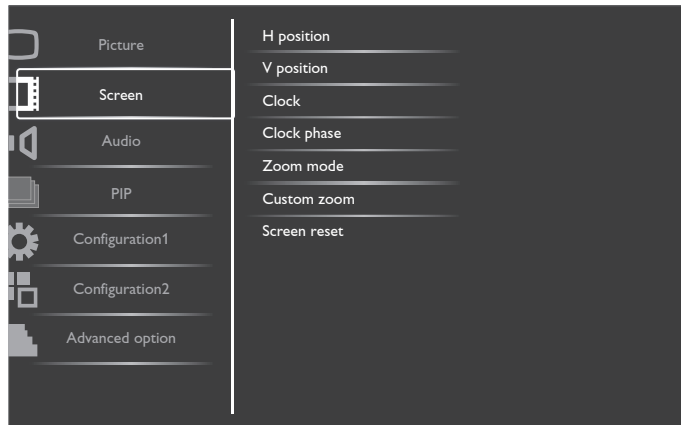 Picture
Screen
Audio
PIP
Configuration1
Configuration2
Advanced option
H position
V position
Clock
Clock phase
Zoom mode
Custom zoom
Screen reset